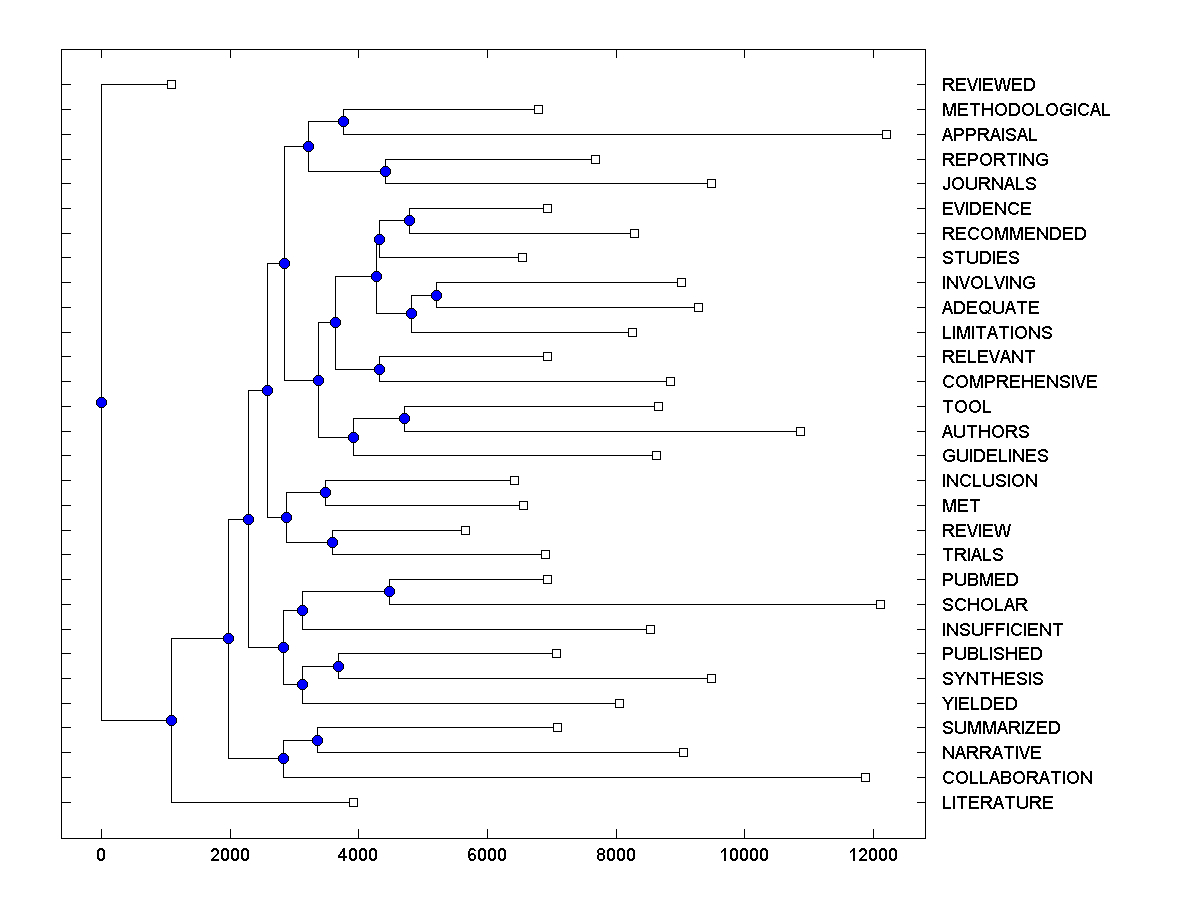 REVIEWED
METHODOLOGICAL
APPRAISAL
REPORTING
JOURNALS
EVIDENCE
RECOMMENDED
STUDIES
INVOLVING
ADEQUATE
LIMITATIONS
RELEVANT
COMPREHENSIVE
TOOL
AUTHORS
GUIDELINES
INCLUSION
MET
REVIEW
TRIALS
PUBMED
SCHOLAR
INSUFFICIENT
PUBLISHED
SYNTHESIS
YIELDED
SUMMARIZED
NARRATIVE
COLLABORATION
LITERATURE
0 2000 4000 6000 8000 10000 12000